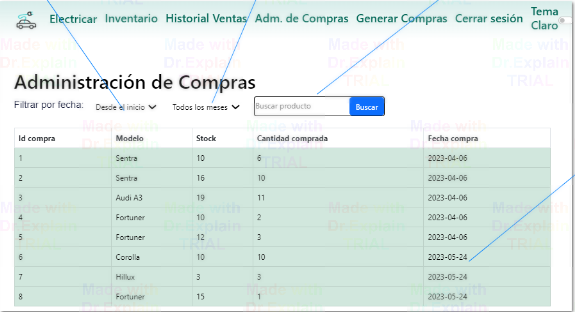 Electricar Inventario Historial Ventas Adm. de Compras Generar Compras Cerrar sesión Tema Claro
Administración de Compras
Filtrar por fecha: Desde el inicio Todos los meses Buscar producto Buscar
Id compra Modelo Stock Cantidad comprada Fecha compra
1 Sentra 10 6 2023-04-06
2 Sentra 16 10 2023-04-06
3 Audi A3 19 11 2023-04-06
4 Fortuner 10 2 2023-04-06
5 Fortuner 12 3 2023-04-06
6 Corolla 10 10 2023-05-24
7 Hillux 3 3 2023-05-24
8 Fortuner 15 1 2023-05-24
Made with
Dr.Explain
TRIAL